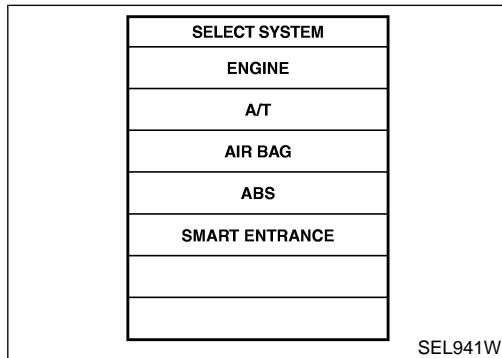 SELECT SYSTEM
ENGINE
A/T
AIR BAG
ABS
SMART ENTRANCE
SEL941W